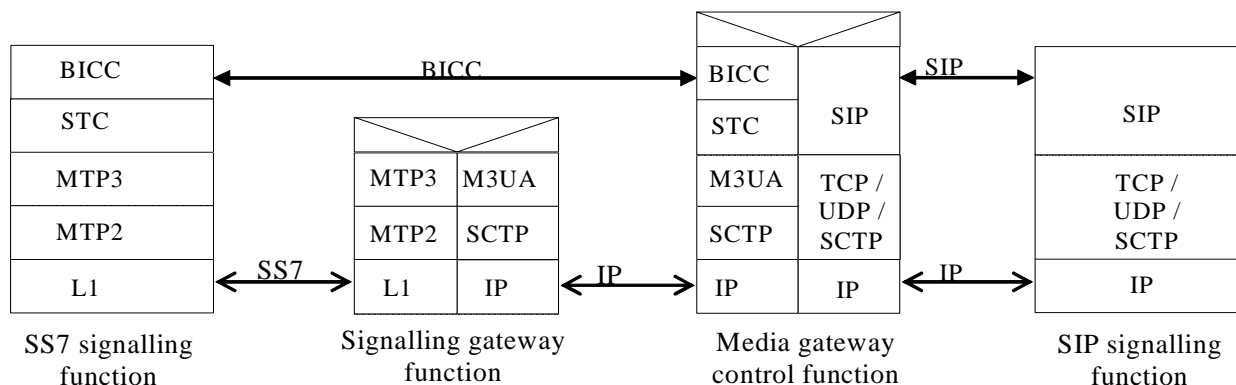 BICC
STC
MTP3
MTP2
L1
SS7 signalling
function
BICC
SS7
MTP3
M3UA
MTP2
SCTP
L1
IP
Signalling gateway
function
IP
BICC
STC
M3UA
SCTP
IP
SIP
TCP /
UDP /
SCTP
IP
Media gateway
control function
SIP
IP
SIP
TCP /
UDP /
SCTP
IP
SIP signalling
function